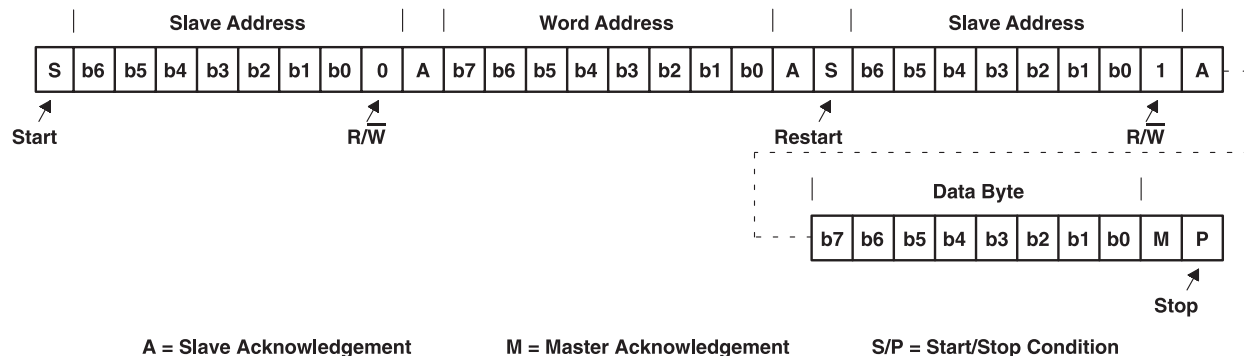 Slave Address Word Address Slave Address
S b6 b5 b4 b3 b2 b1 b0 0 A b7 b6 b5 b4 b3 b2 b1 b0 A S b6 b5 b4 b3 b2 b1 b0 1 A
Start R/W̅ Restart R/W̅
Data Byte
b7 b6 b5 b4 b3 b2 b1 b0 M P
Stop
A = Slave Acknowledgement M = Master Acknowledgement S/P = Start/Stop Condition